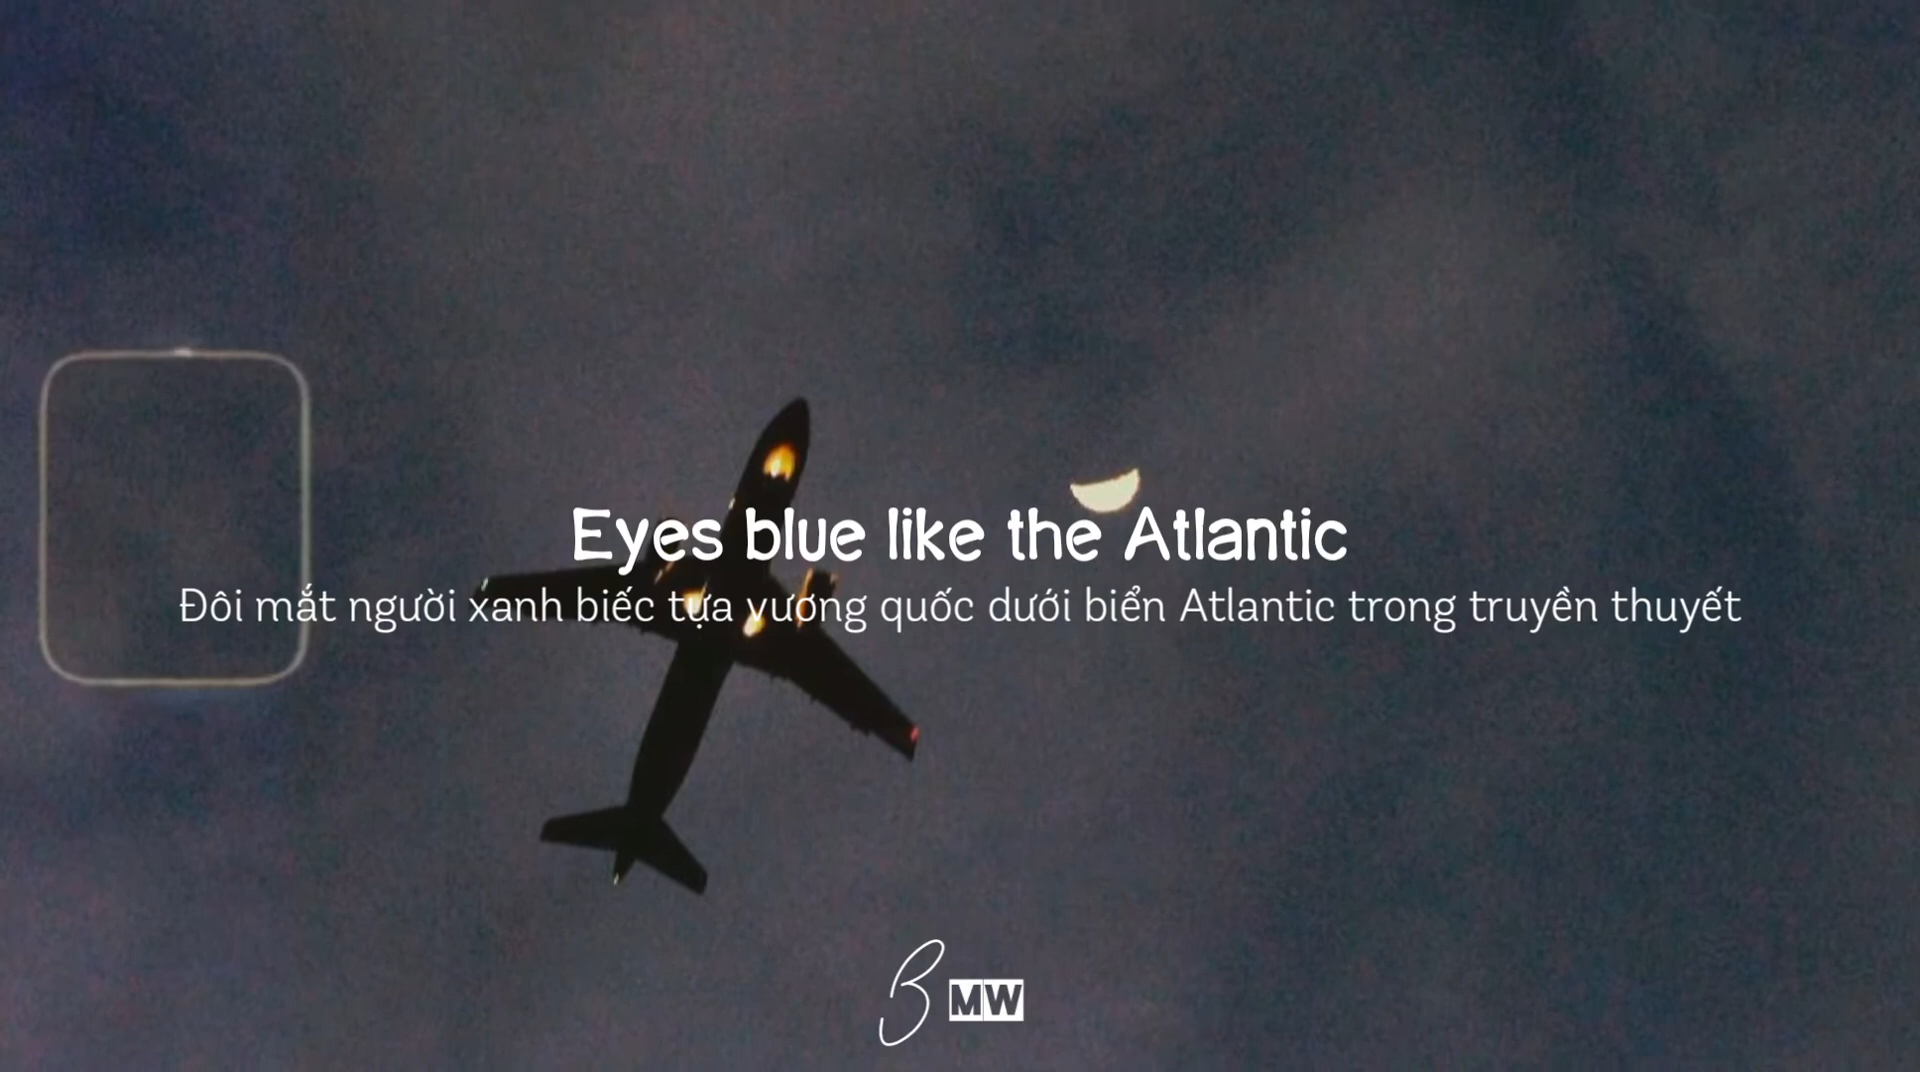 Eyes blue like the Atlantic
Đôi mắt người xanh biếc tựa vương quốc dưới biển Atlantic trong truyền thuyết
B MW